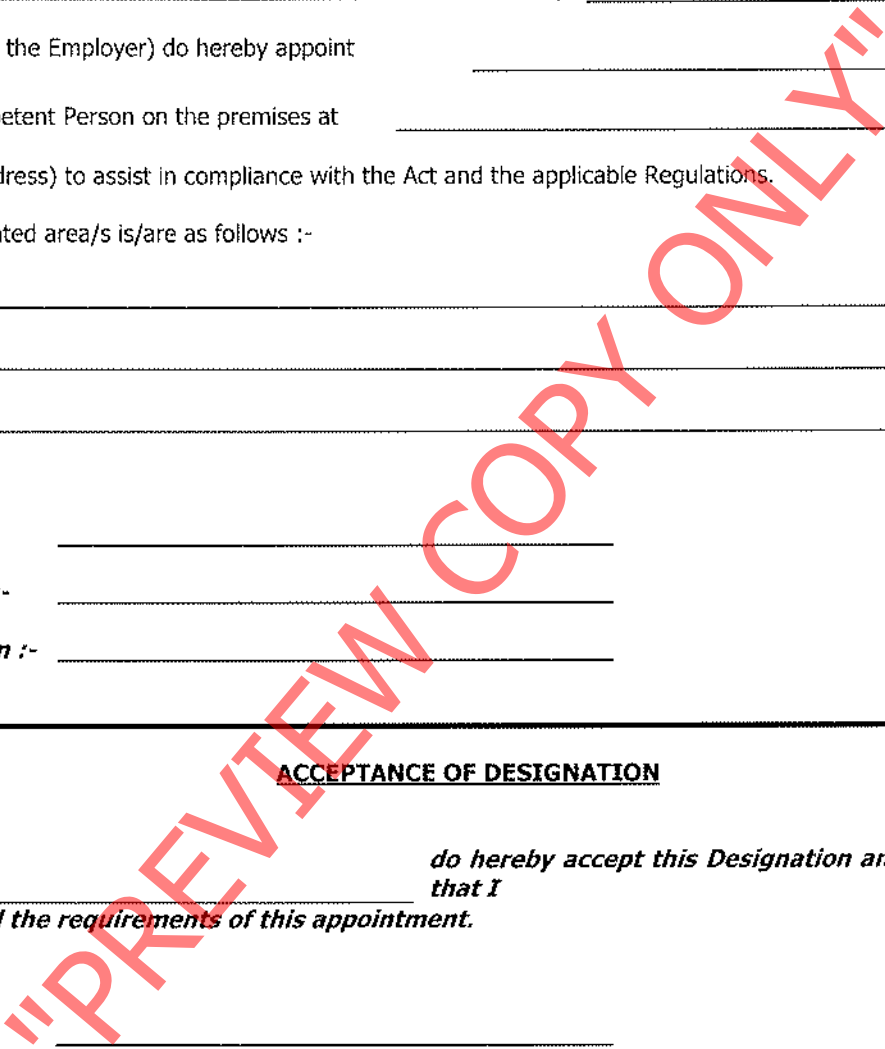 the Employer) do hereby appoint
etent Person on the premises at
dress) to assist in compliance with the Act and the applicable Regulations.
ated area/s is/are as follows :-
:-
n :-
ACCEPTANCE OF DESIGNATION
do hereby accept this Designation an
that I
d the requirements of this appointment.
"PREVIEW COPY ONLY"